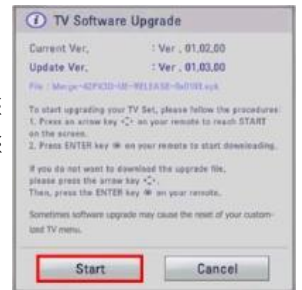 TV Software Upgrade
Current Ver. : Ver . 01,02,00
Update Ver. : Ver . 01,03,00
To start upgrading your TV Set, please follow the procedures:
1. Press an arrow key on your remote to reach START
on the screen.
2. Press ENTER key on your remote to start downloading.
If you do not want to download the upgrade file,
please press the arrow key
Then, press the ENTER key on your remote.
Sometimes software upgrade may cause the reset of your custom-
ized TV menu.
Start
Cancel